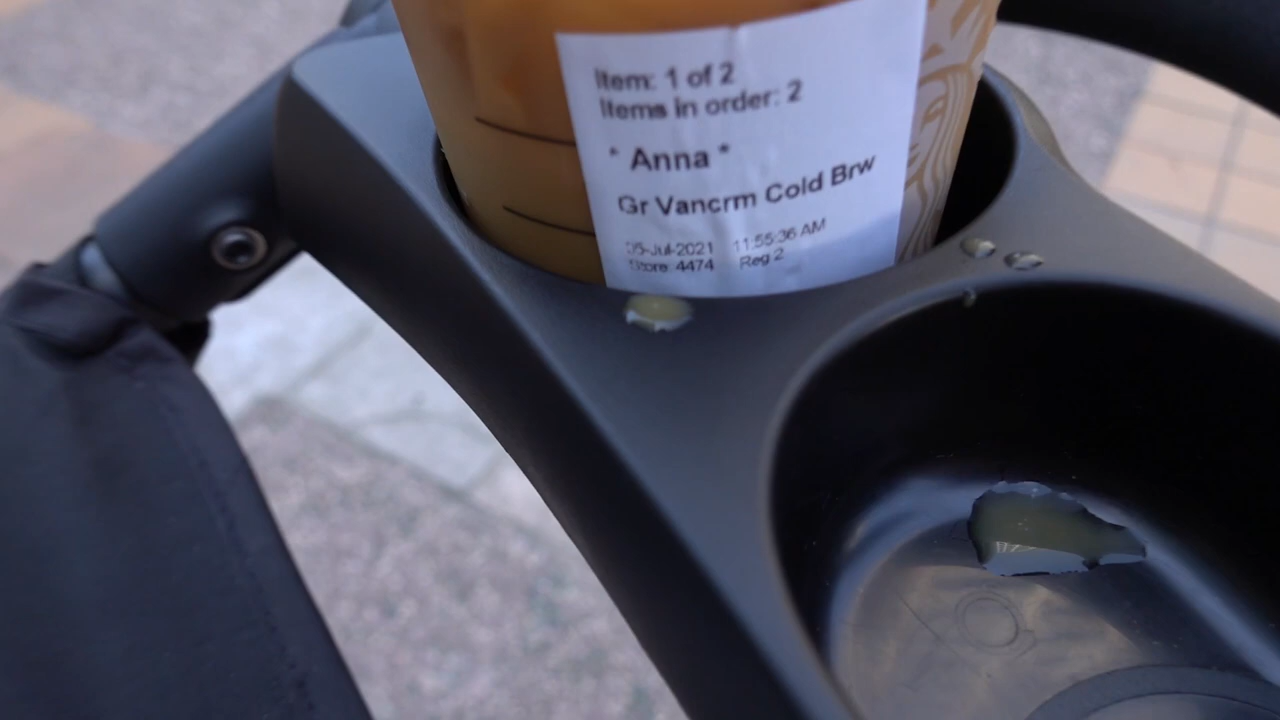 Item: 1 of 2
Items in order: 2
* Anna *
Gr Vancrm Cold Brw
05-Jul-2021 11:55:36 AM
Store: 4474 Reg 2